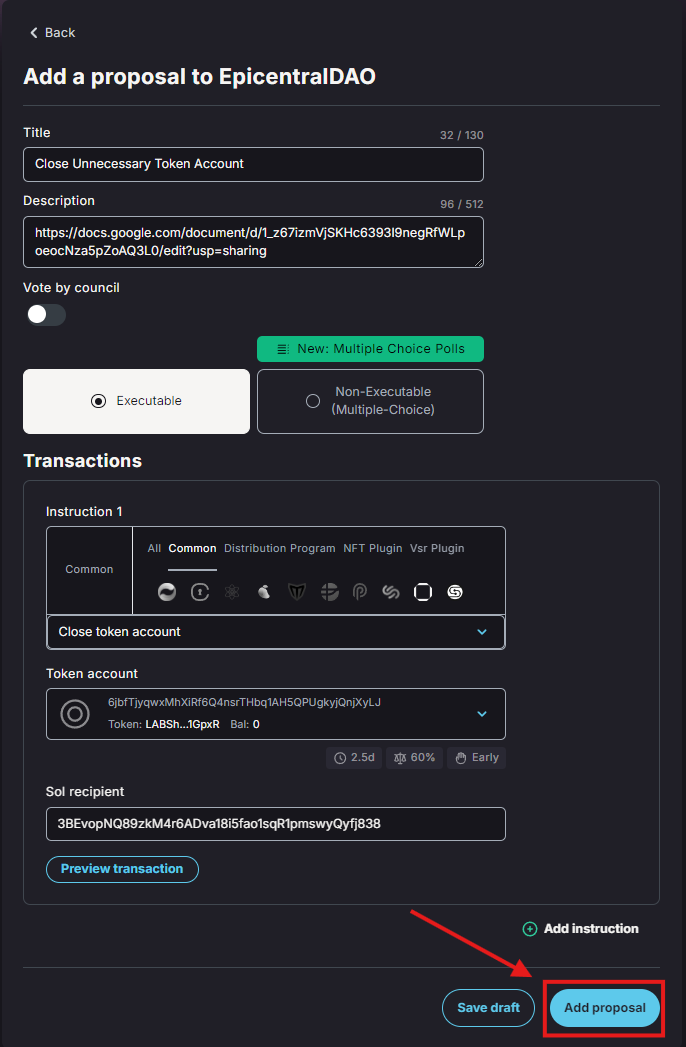 Back
Add a proposal to EpicentralDAO
Title
32 / 130
Close Unnecessary Token Account
Description
96 / 512
https://docs.google.com/document/d/1_z67izmVjSKHc6393I9negRfWLp
oeocNza5pZoAQ3L0/edit?usp=sharing
Vote by council
New: Multiple Choice Polls
Executable
Non-Executable
(Multiple-Choice)
Transactions
Instruction 1
Common
All Common Distribution Program NFT Plugin Vsr Plugin
Close token account
Token account
6jbfTjyqwxMhXiRf6Q4nsrTHbq1AH5QPUgkyjQnjXyLJ
Token: LABSh...1GpxR Bal: 0
2.5d 60% Early
Sol recipient
3BEvopNQ89zkM4r6ADva18i5fao1sqR1pmswyQyfj838
Preview transaction
Add instruction
Save draft
Add proposal